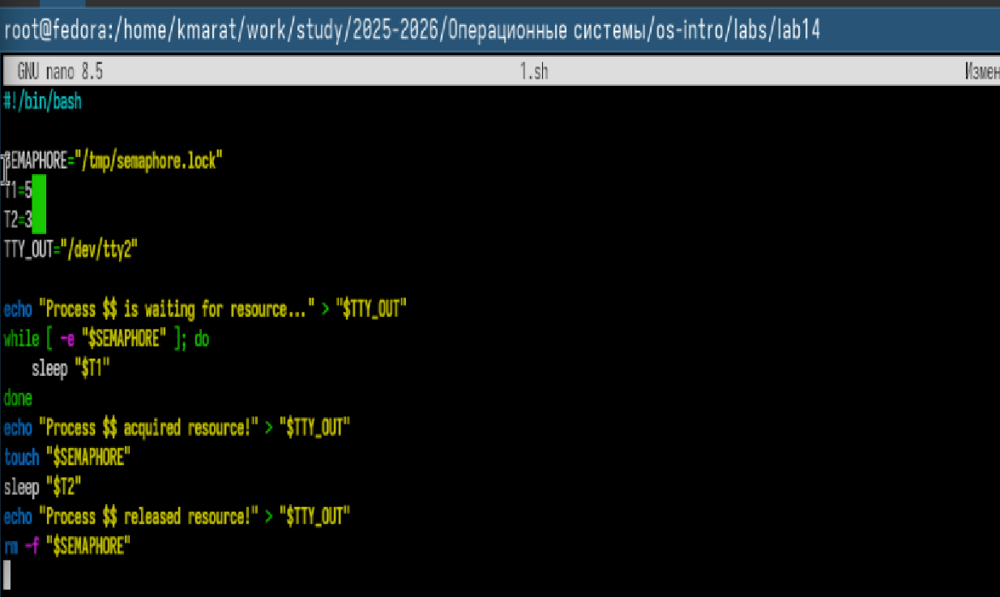 root@fedora:/home/kmarat/work/study/2025-2026/Операционные системы/os-intro/labs/lab14
GNU nano 8.5 1.sh Измен
#!/bin/bash
SEMAPHORE="/tmp/semaphore.lock"
T1=5
T2=3
TTY_OUT="/dev/tty2"
echo "Process $$ is waiting for resource..." > "$TTY_OUT"
while [ -e "$SEMAPHORE" ]; do
    sleep "$T1"
done
echo "Process $$ acquired resource!" > "$TTY_OUT"
touch "$SEMAPHORE"
sleep "$T2"
echo "Process $$ released resource!" > "$TTY_OUT"
rm -f "$SEMAPHORE"